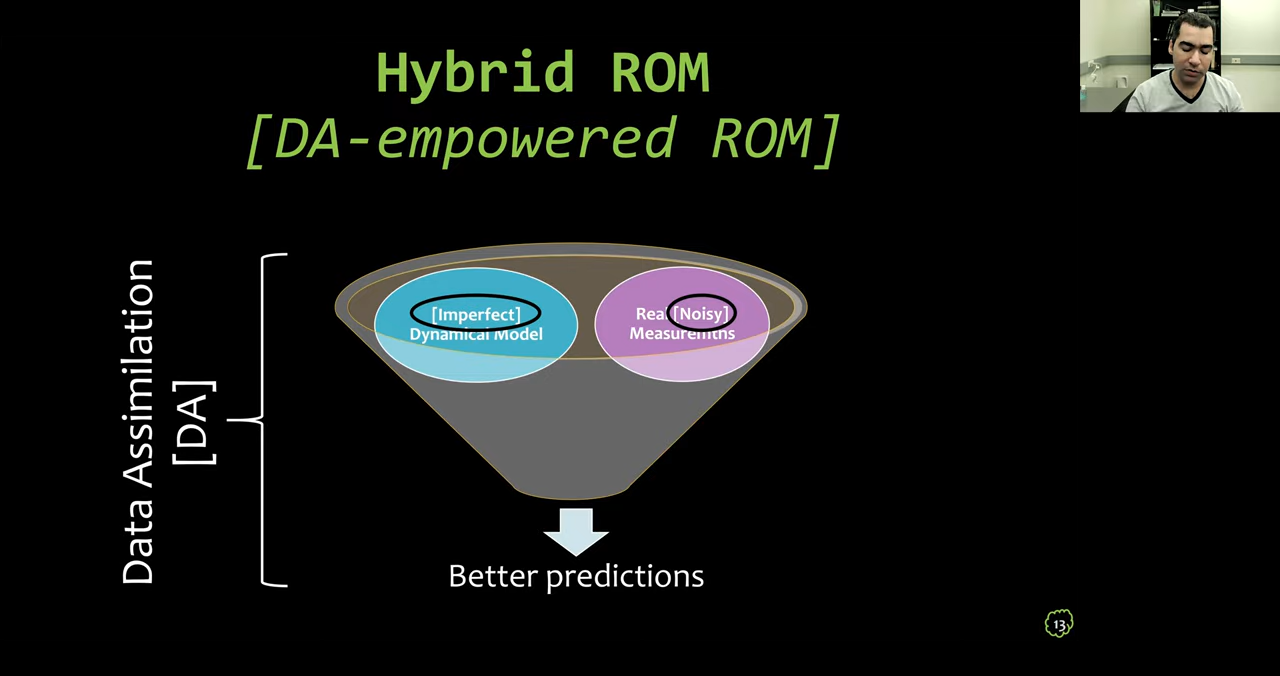 Hybrid ROM
[DA-empowered ROM]
Data Assimilation
[DA]
[Imperfect]
Dynamical Model
Real [Noisy]
Measuremnts
Better predictions
13